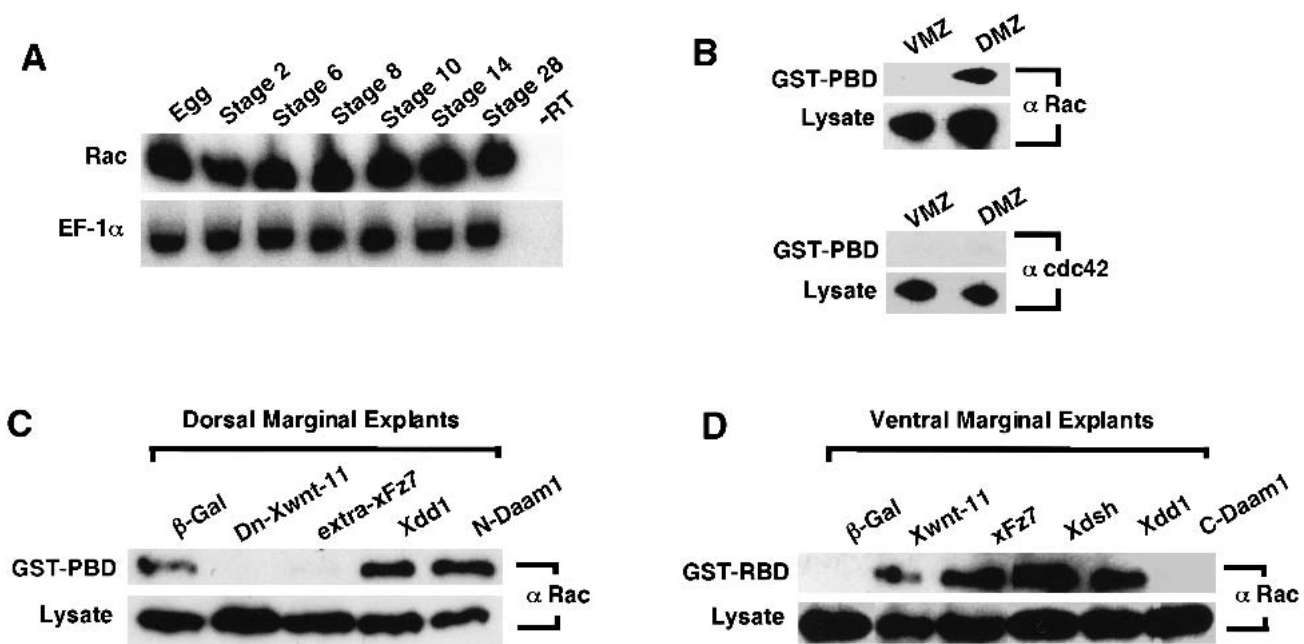 A
Egg Stage 2 Stage 6 Stage 8 Stage 10 Stage 14 Stage 28 -RT
Rac
EF-1α
B
VMZ DMZ
GST-PBD
Lysate
α Rac
VMZ DMZ
GST-PBD
Lysate
α cdc42
C
Dorsal Marginal Explants
β-Gal Dn-Xwnt-11 extra-xFz7 Xdd1 N-Daam1
GST-PBD
Lysate
α Rac
D
Ventral Marginal Explants
β-Gal Xwnt-11 xFz7 Xdsh Xdd1 C-Daam1
GST-RBD
Lysate
α Rac